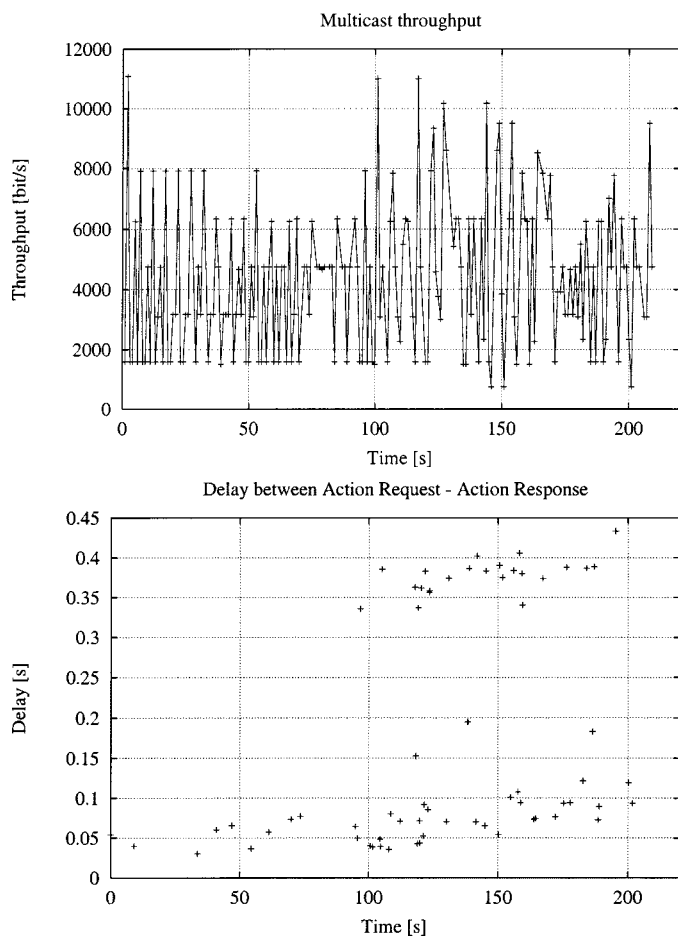 Multicast throughput
12000
10000
8000
6000
4000
2000
0
Throughput [bit/s]
0 50 100 150 200
Time [s]
Delay between Action Request - Action Response
0.45
0.4
0.35
0.3
0.25
0.2
0.15
0.1
0.05
0
Delay [s]
0 50 100 150 200
Time [s]